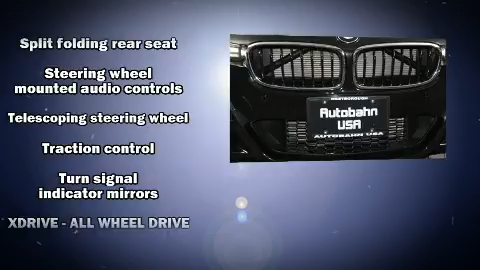 Split folding rear seat
Steering wheel
mounted audio controls
Telescoping steering wheel
Traction control
Turn signal
indicator mirrors
XDRIVE - ALL WHEEL DRIVE
WESTBOROUGH
Autobahn
USA
AUTOBAHN USA